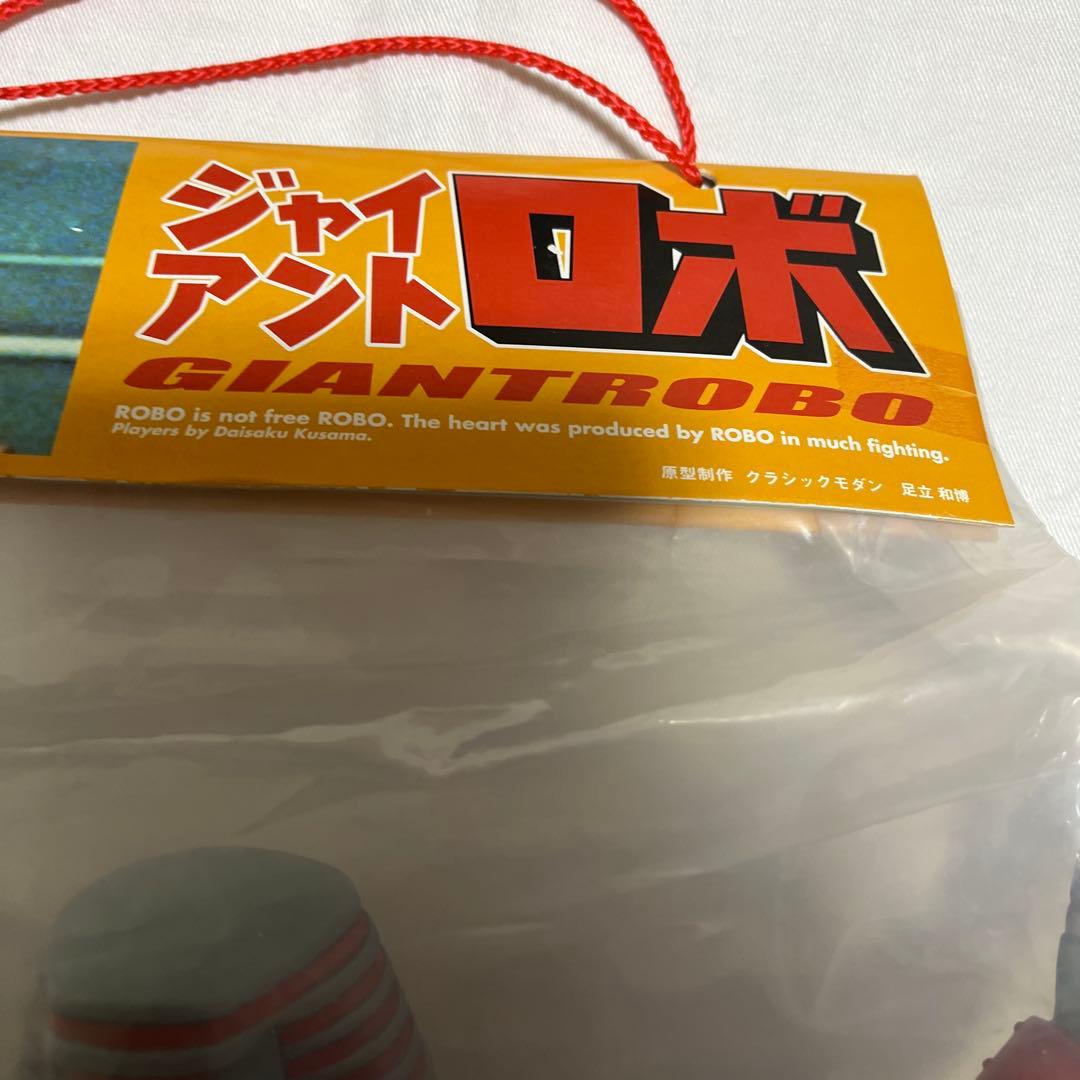 ジャイ
アント
ロボ
GIANTROBO
ROBO is not free ROBO. The heart was produced by ROBO in much fighting.
Players by Daisaku Kusama.
原型制作 クラシックモダン 足立 和博